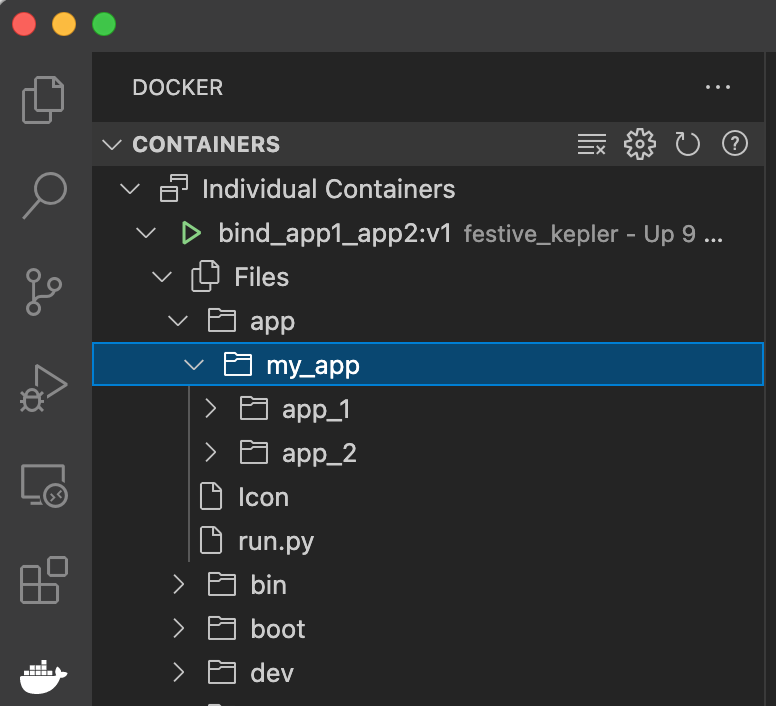 DOCKER
CONTAINERS
Individual Containers
bind_app1_app2:v1 festive_kepler - Up 9 ...
Files
app
my_app
app_1
app_2
Icon
run.py
bin
boot
dev